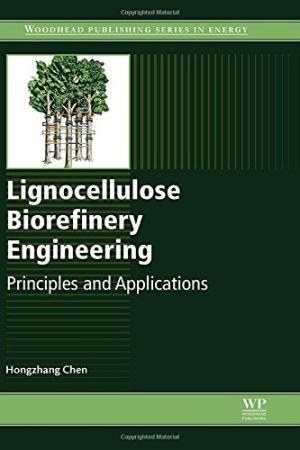 WOODHEAD PUBLISHING SERIES IN ENERGY
Lignocellulose
Biorefinery
Engineering
Principles and Applications
Hongzhang Chen
WP
WOODHEAD
PUBLISHING